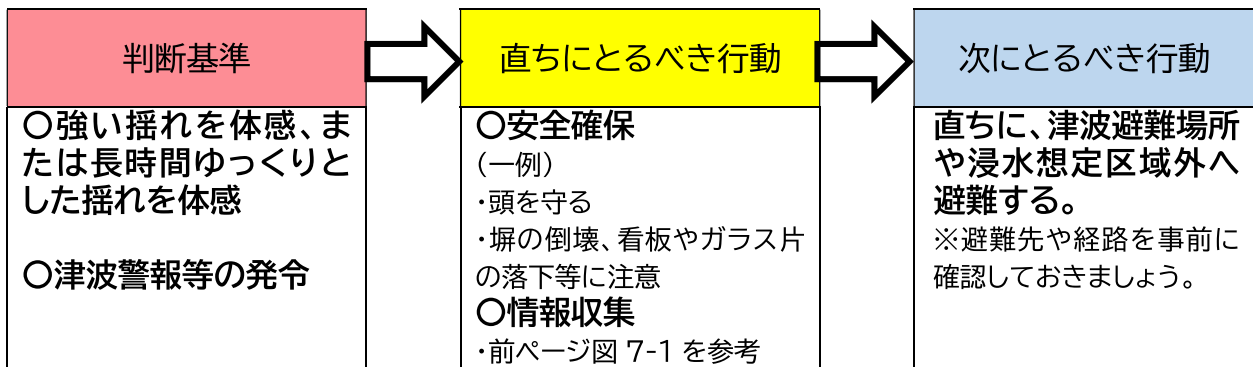 判断基準
○強い揺れを体感、ま
たは長時間ゆっくりと
した揺れを体感
○津波警報等の発令
直ちにとるべき行動
○安全確保
(一例)
・頭を守る
・塀の倒壊、看板やガラス片
の落下等に注意
○情報収集
・前ページ図 7-1 を参考
次にとるべき行動
直ちに、津波避難場所
や浸水想定区域外へ
避難する。
※避難先や経路を事前に
確認しておきましょう。